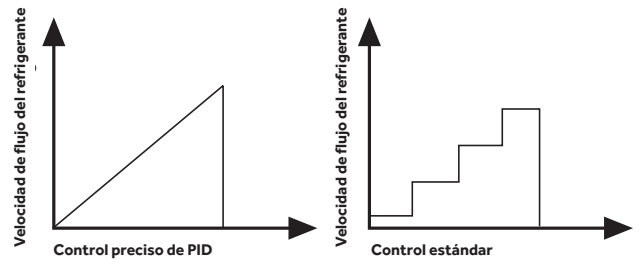 Velocidad de flujo del refrigerante
Control preciso de PID
Velocidad de flujo del refrigerante
Control estándar